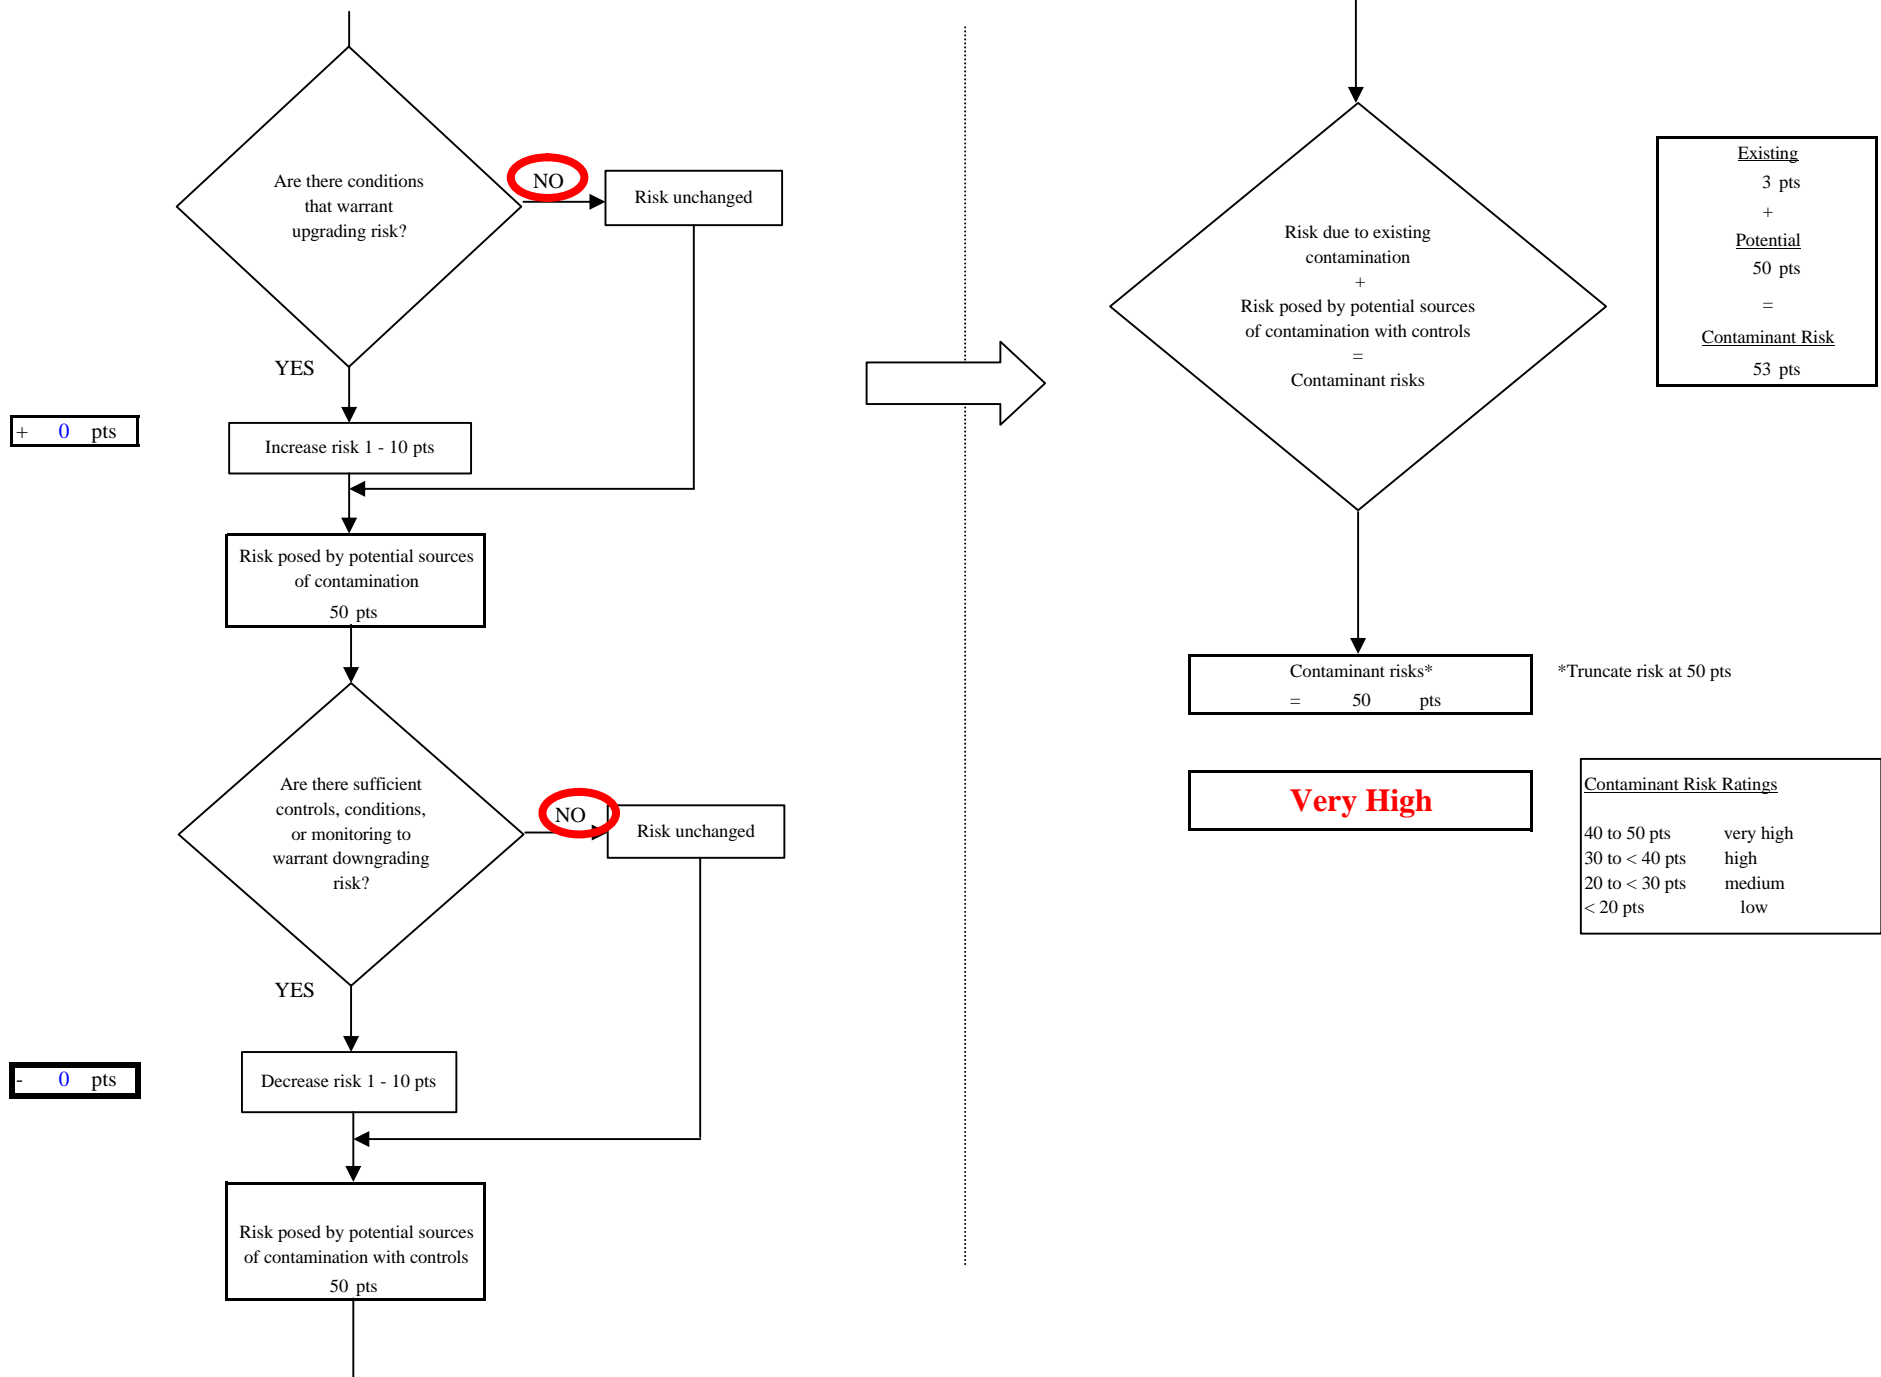 Are there conditions
that warrant
upgrading risk?
NO
Risk unchanged
YES
+ 0 pts
Increase risk 1 - 10 pts
Risk posed by potential sources
of contamination
50 pts
Are there sufficient
controls, conditions,
or monitoring to
warrant downgrading
risk?
NO
Risk unchanged
YES
- 0 pts
Decrease risk 1 - 10 pts
Risk posed by potential sources
of contamination with controls
50 pts
Risk due to existing
contamination
+
Risk posed by potential sources
of contamination with controls
=
Contaminant risks
Existing
3 pts
+
Potential
50 pts
=
Contaminant Risk
53 pts
Contaminant risks*
= 50 pts
*Truncate risk at 50 pts
Very High
Contaminant Risk Ratings
40 to 50 pts very high
30 to < 40 pts high
20 to < 30 pts medium
< 20 pts low